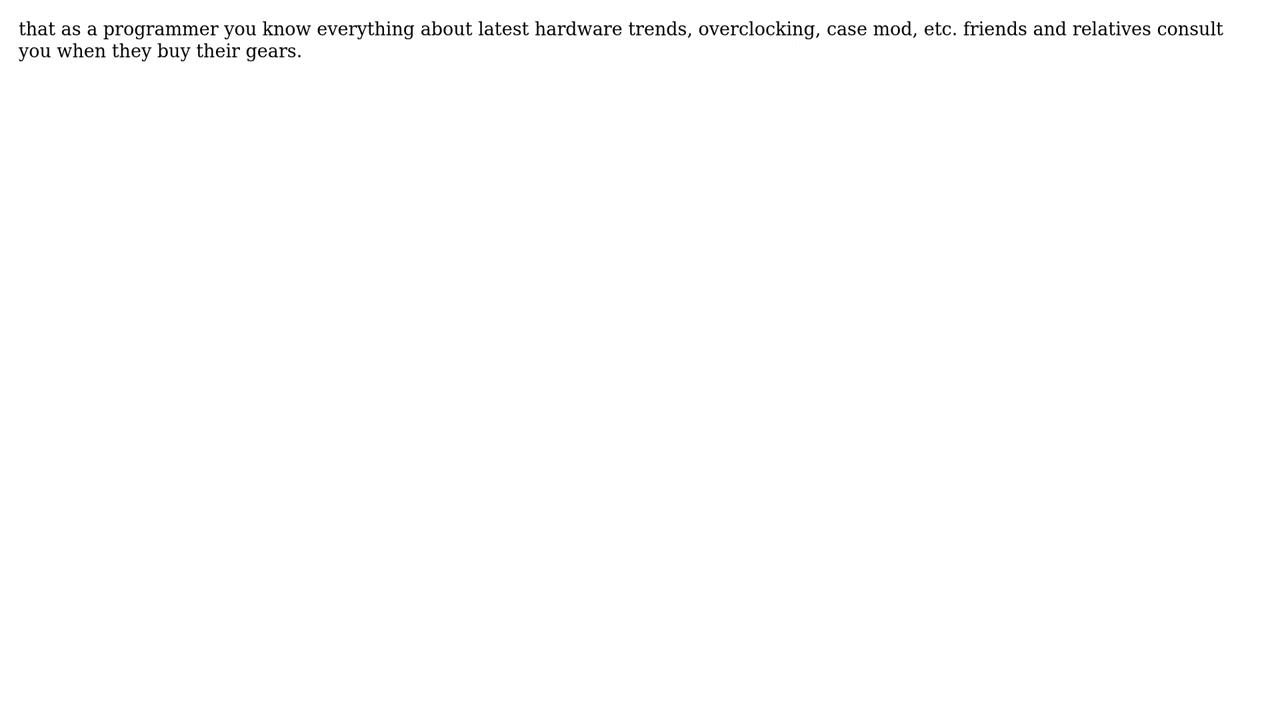 that as a programmer you know everything about latest hardware trends, overclocking, case mod, etc. friends and relatives consult
you when they buy their gears.